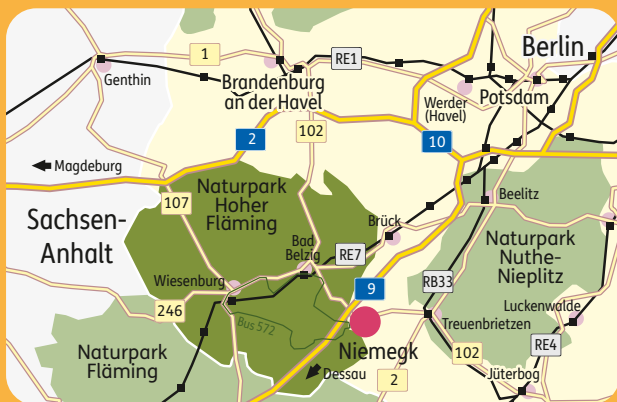 Berlin
1
RE1
Genthin
Brandenburg
an der Havel
Werder
(Havel)
Potsdam
2
102
10
Magdeburg
107
Naturpark
Hoher
Fläming
Beelitz
Sachsen-
Anhalt
Brück
Bad
Belzig
RE7
Naturpark
Nuthe-
Nieplitz
Wiesenburg
9
RB33
246
Bus 572
Luckenwalde
Treuenbrietzen
Naturpark
Fläming
Niemegk
102
RE4
Dessau
2
Jüterbog